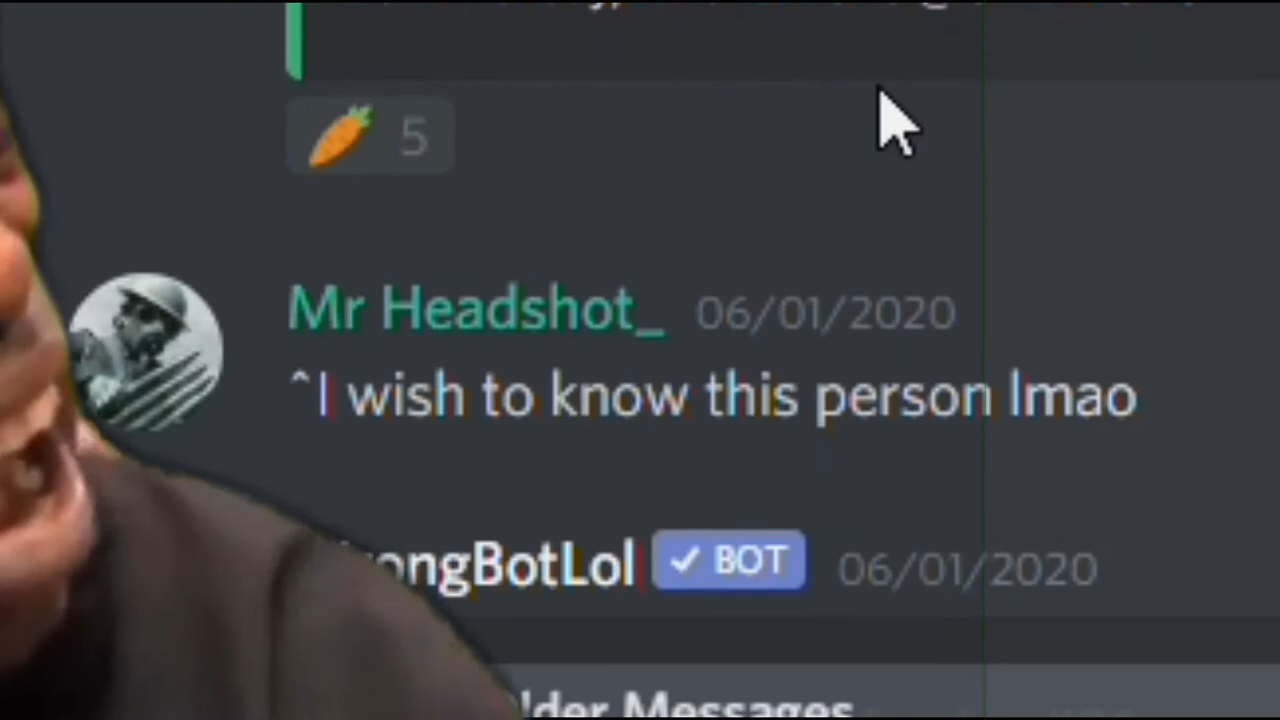 5
Mr Headshot_ 06/01/2020
^I wish to know this person lmao
ongBotLol ✓ BOT 06/01/2020
lder Messages